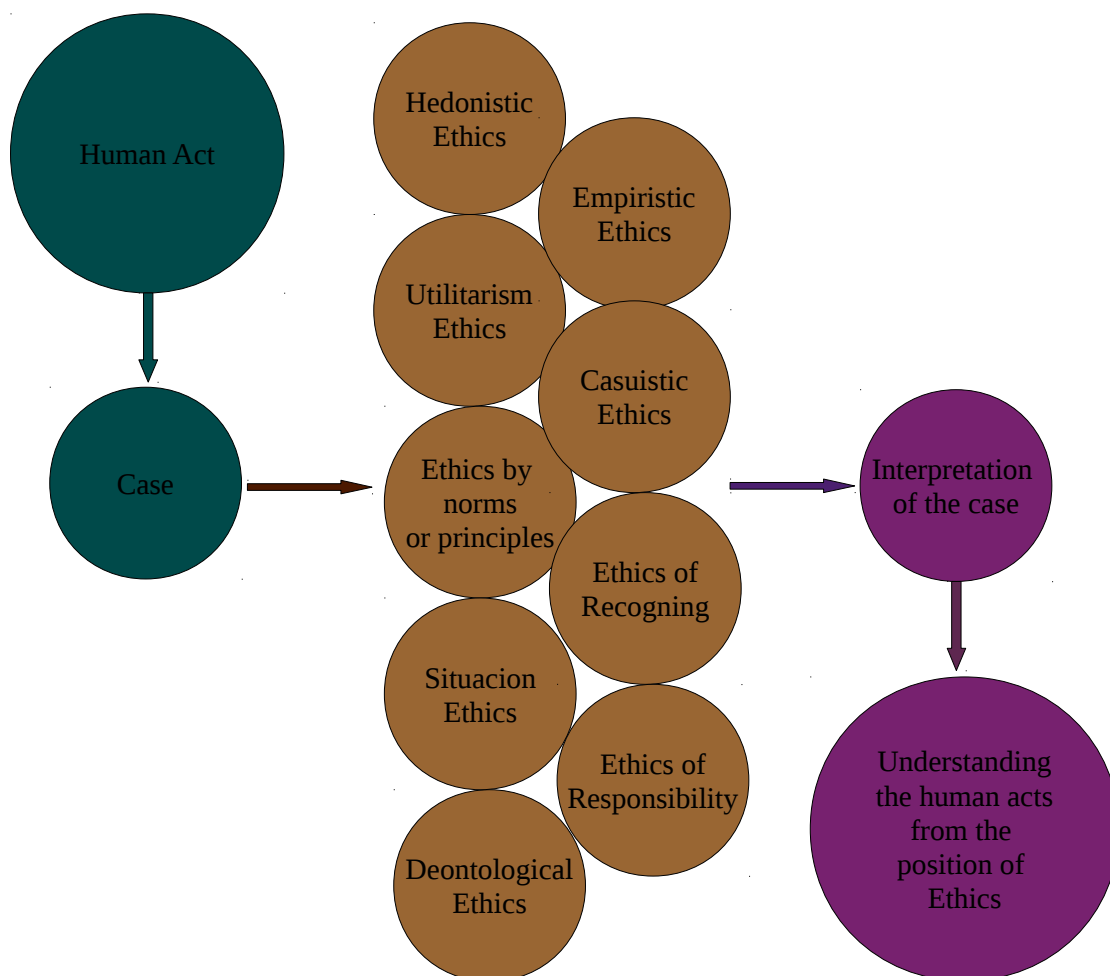 Human Act
Case
Hedonistic
Ethics
Empiristic
Ethics
Utilitarism
Ethics
Casuistic
Ethics
Ethics by
norms
or principles
Ethics of
Recogning
Situacion
Ethics
Ethics of
Responsibility
Deontological
Ethics
Interpretation
of the case
Understanding
the human acts
from the
position of
Ethics